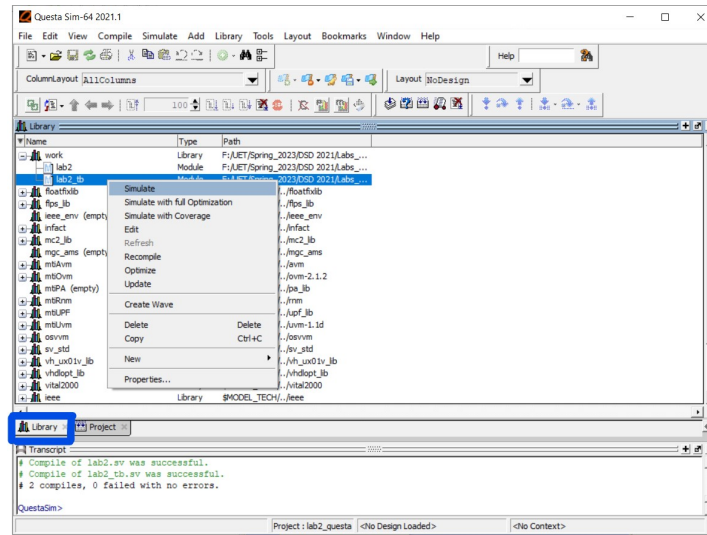 Questa Sim-64 2021.1
File Edit View Compile Simulate Add Library Tools Layout Bookmarks Window Help
Help
ColumnLayout AllColumns
Layout NoDesign
100
Library
Name Type Path
work Library F:/UET/Spring_2023/DSD 2021/Labs_...
lab2 Module F:/UET/Spring_2023/DSD 2021/Labs_...
lab2_tb Module F:/UET/Spring_2023/DSD 2021/Labs_...
floatfixlib /../floatfixlib
flps_lib /../flps_lib
ieee_env (empty /../ieee_env
infact /../infact
mc2_lib /../mc2_lib
mgc_ams (empty /../mgc_ams
mtiAvm /../avm
mtiOvm /../ovm-2.1.2
mtiPA (empty) /../pa_lib
mtiRnm /../rnm
mtiUPF /../upf_lib
mtiUvm /../uvm-1.1d
osvvm /../osvvm
sv_std /../sv_std
vh_ux01v_lib /../vh_ux01v_lib
vhdlopt_lib /../vhdlopt_lib
vital2000 /../vital2000
ieee Library $MODEL_TECH/../ieee
Simulate
Simulate with full Optimization
Simulate with Coverage
Edit
Refresh
Recompile
Optimize
Update
Create Wave
Delete Delete
Copy Ctrl+C
New
Properties...
Library Project
Transcript
# Compile of lab2.sv was successful.
# Compile of lab2_tb.sv was successful.
# 2 compiles, 0 failed with no errors.
QuestaSim>
Project : lab2_questa <No Design Loaded> <No Context>